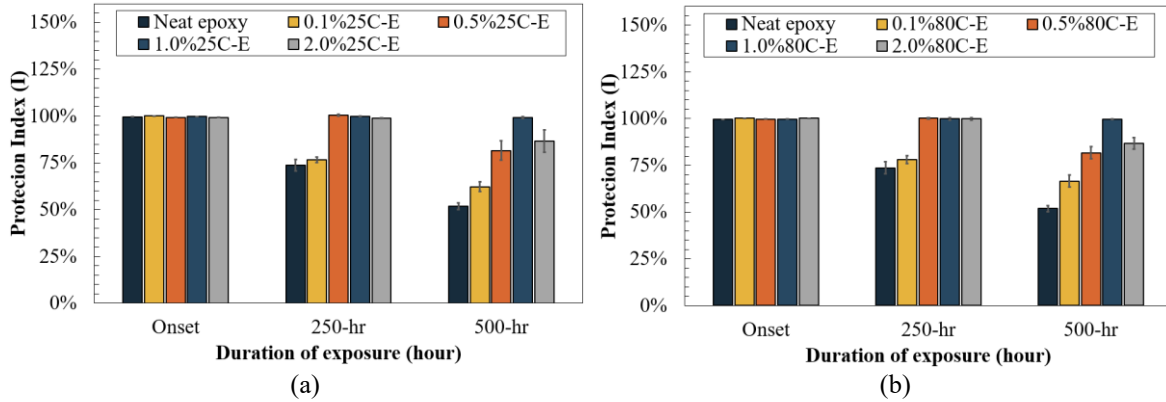 Neat epoxy 0.1%25C-E 0.5%25C-E
1.0%25C-E 2.0%25C-E
Protecion Index (I)
150%
125%
100%
75%
50%
25%
0%
Onset 250-hr 500-hr
Duration of exposure (hour)
(a)
Neat epoxy 0.1%80C-E 0.5%80C-E
1.0%80C-E 2.0%80C-E
Protecion Index (I)
150%
125%
100%
75%
50%
25%
0%
Onset 250-hr 500-hr
Duration of exposure (hour)
(b)